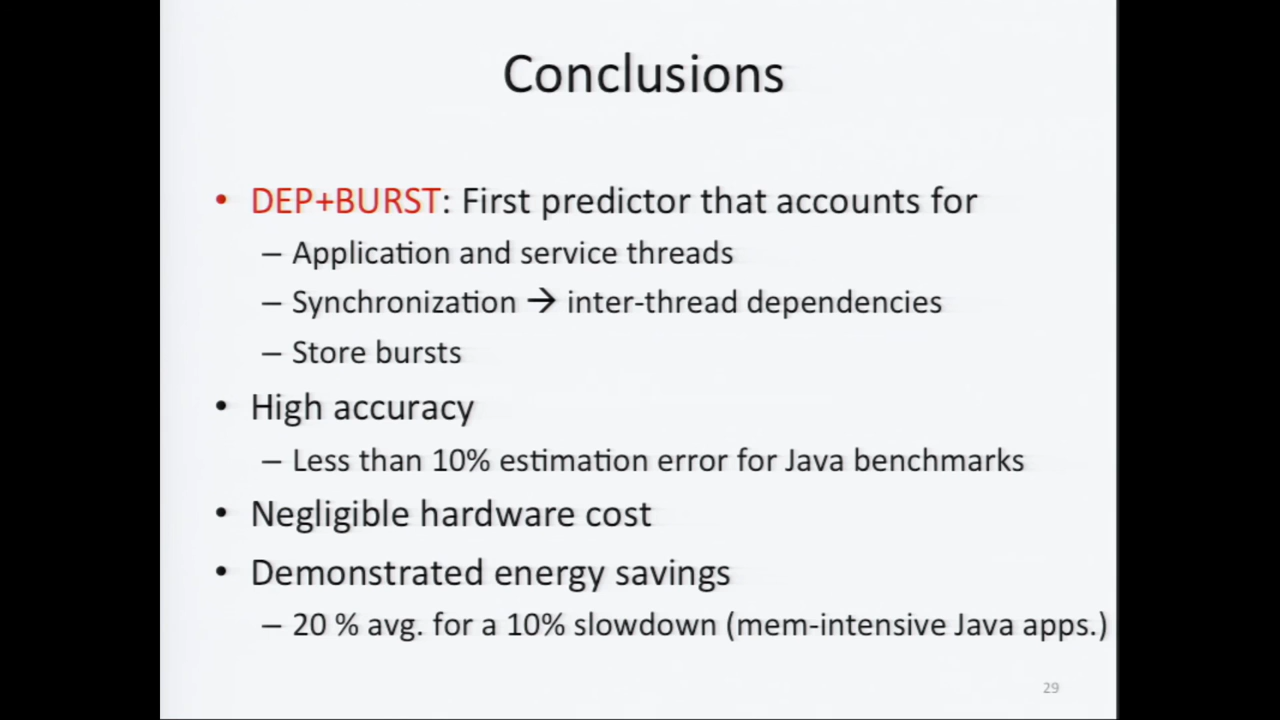 Conclusions
• DEP+BURST: First predictor that accounts for
– Application and service threads
– Synchronization → inter-thread dependencies
– Store bursts
• High accuracy
– Less than 10% estimation error for Java benchmarks
• Negligible hardware cost
• Demonstrated energy savings
– 20 % avg. for a 10% slowdown (mem-intensive Java apps.)
29